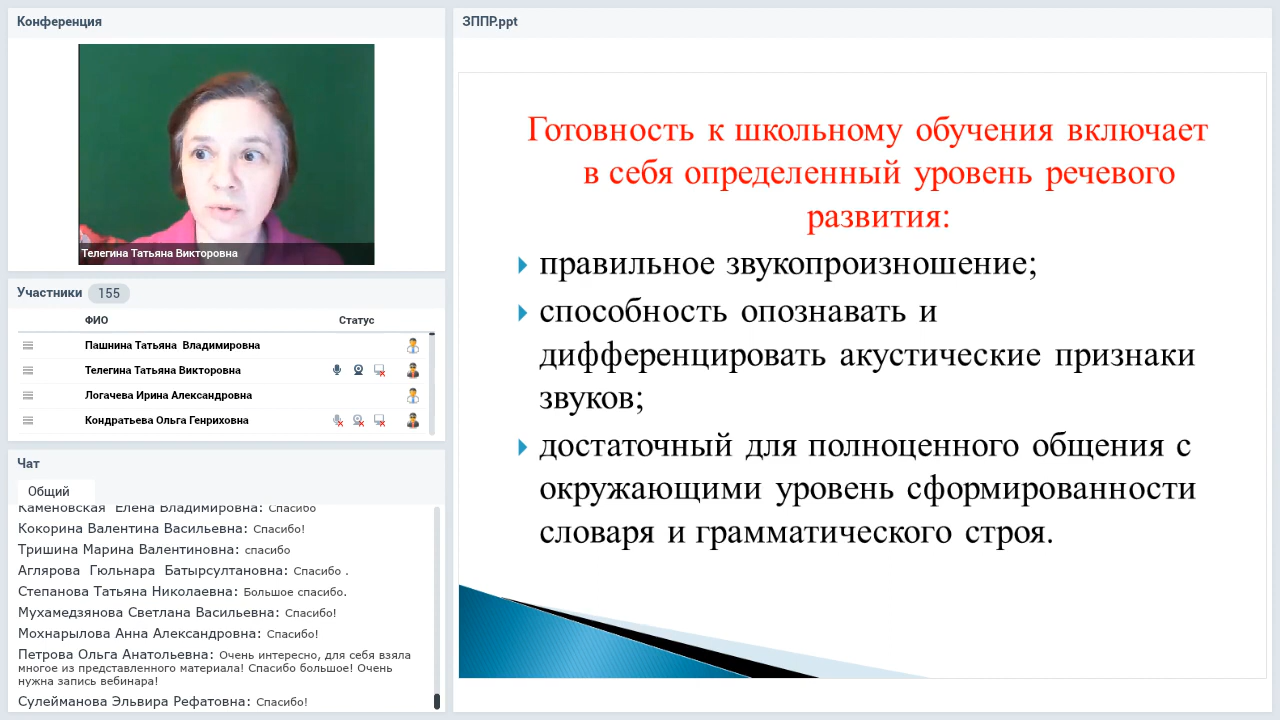 Конференция
Телегина Татьяна Викторовна
Участники 155
ФИО Статус
Пашнина Татьяна Владимировна
Телегина Татьяна Викторовна
Логачева Ирина Александровна
Кондратьева Ольга Генриховна
Чат
Общий
Каменовская Елена Владимировна: Спасибо
Кокорина Валентина Васильевна: Спасибо!
Тришина Марина Валентиновна: спасибо
Аглярова Гюльнара Батырсултановна: Спасибо .
Степанова Татьяна Николаевна: Большое спасибо.
Мухамедзянова Светлана Васильевна: Спасибо!
Мохнарылова Анна Александровна: Спасибо!
Петрова Ольга Анатольевна: Очень интересно, для себя взяла
многое из представленного материала! Спасибо большое! Очень
нужна запись вебинара!
Сулейманова Эльвира Рефатовна: Спасибо!
ЗППР.ppt
Готовность к школьному обучения включает
в себя определенный уровень речевого
развития:
правильное звукопроизношение;
способность опознавать и
дифференцировать акустические признаки
звуков;
достаточный для полноценного общения с
окружающими уровень сформированности
словаря и грамматического строя.